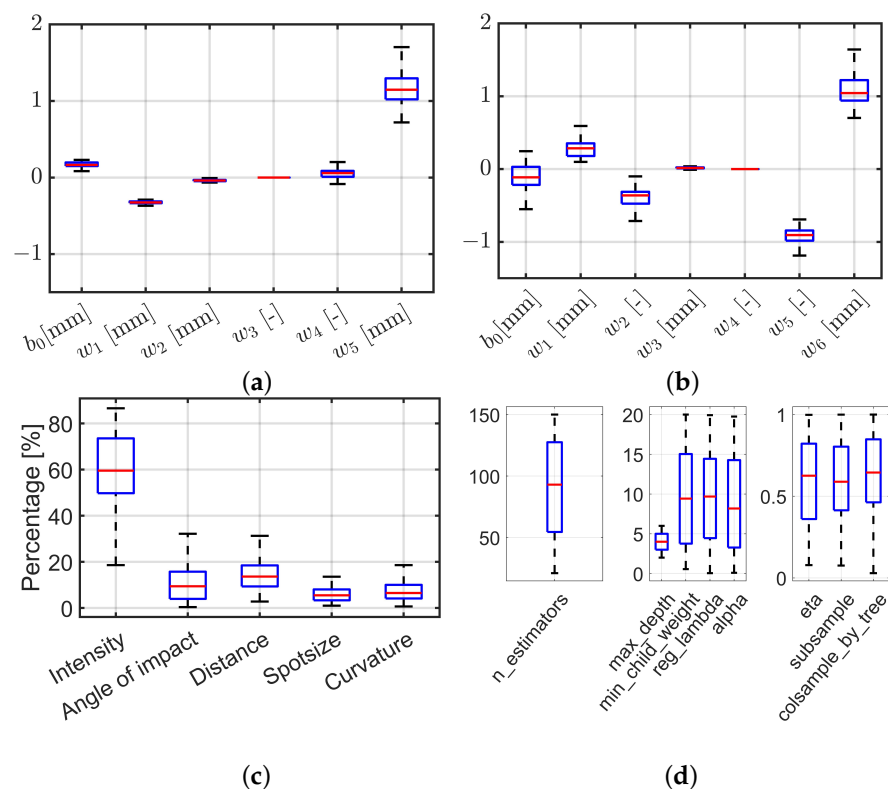 2
1
0
−1
b₀[mm]
w₁ [mm]
w₂ [mm]
w₃ [-]
w₄ [-]
w₅ [mm]
(a)
2
1
0
−1
b₀[mm]
w₁ [mm]
w₂ [-]
w₃ [mm]
w₄ [-]
w₅ [-]
w₆ [mm]
(b)
Percentage [%]
80
60
40
20
0
Intensity
Angle of impact
Distance
Spotsize
Curvature
(c)
150
100
50
n_estimators
20
15
10
5
0
max_depth
min_child_weight
reg_lambda
alpha
1
0.5
0
eta
subsample
colsample_by_tree
(d)